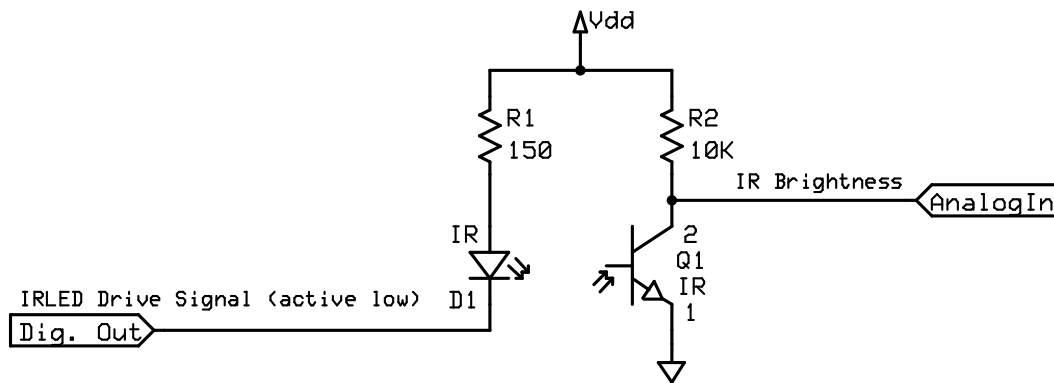 Vdd
R1
150
R2
10K
IR Brightness
AnalogIn
IR
2
Q1
IR
1
D1
IRLED Drive Signal (active low)
Dig. Out